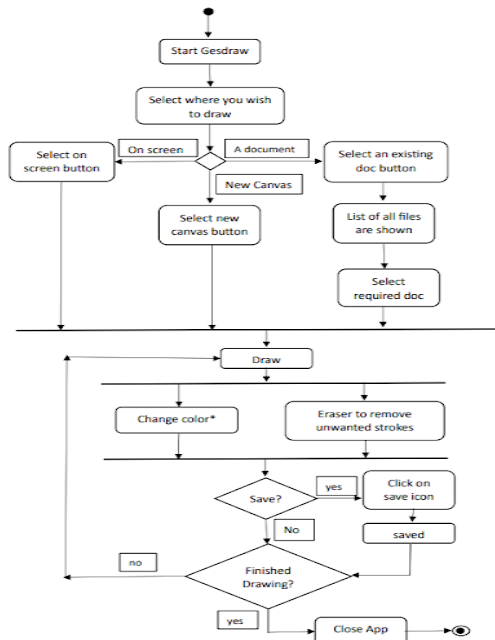 Start Gesdraw
Select where you wish
to draw
On screen
A document
Select on
screen button
Select an existing
doc button
New Canvas
Select new
canvas button
List of all files
are shown
Select
required doc
Draw
Change color*
Eraser to remove
unwanted strokes
Save?
yes
Click on
save icon
No
saved
no
Finished
Drawing?
yes
Close App